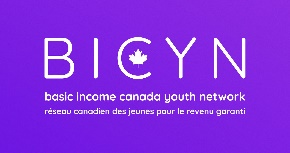 BICYN
basic income canada youth network
réseau canadien des jeunes pour le revenu garanti